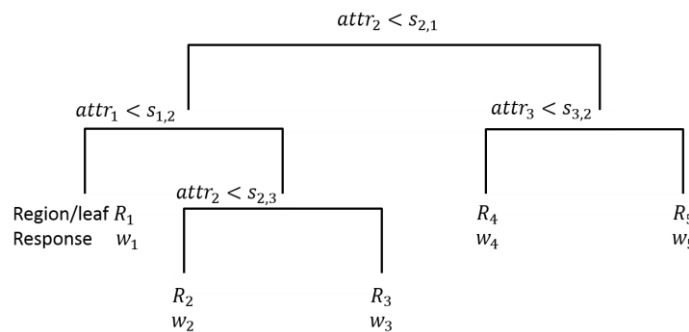 attr₂ < s₂,₁
attr₁ < s₁,₂
attr₃ < s₃,₂
attr₂ < s₂,₃
Region/leaf R₁
R₄
Response w₁
w₄
R₂
R₃
w₂
w₃